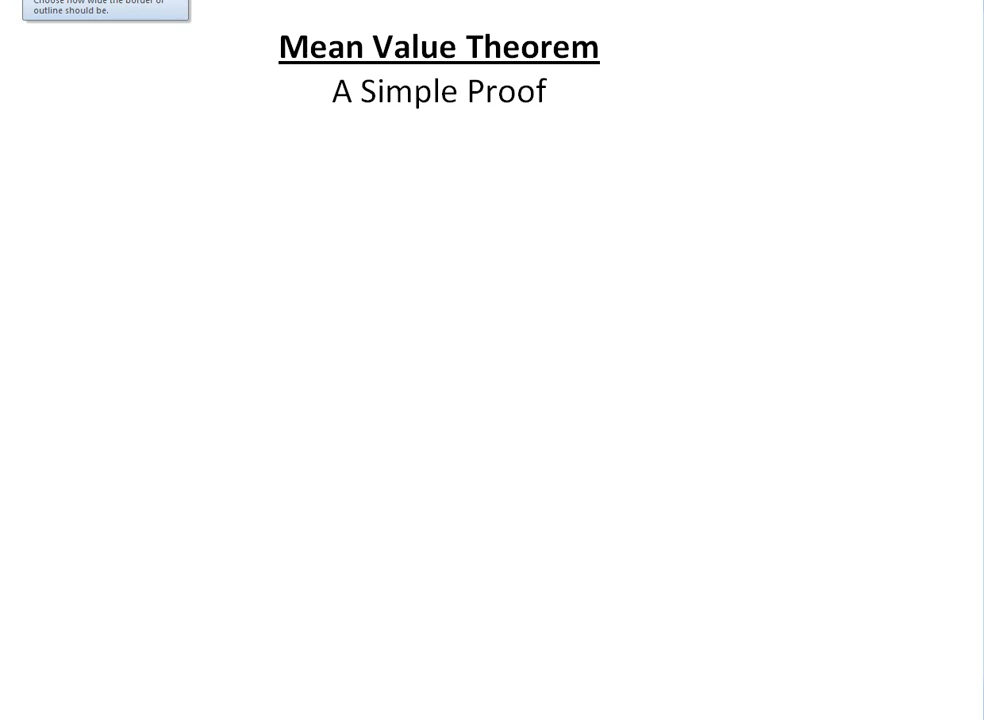 Choose how wide the border or
outline should be.
Mean Value Theorem
A Simple Proof